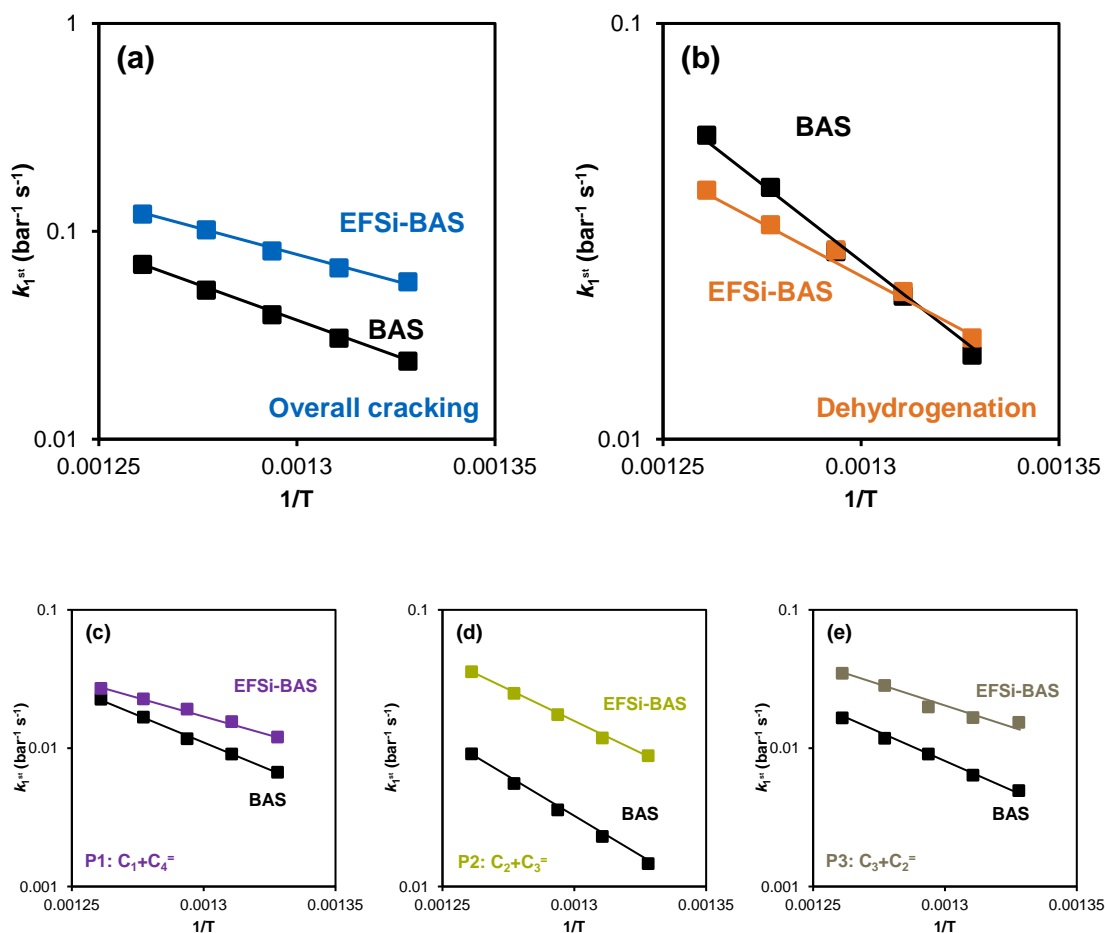 1
(a)
k₁ˢᵗ (bar⁻¹ s⁻¹)
0.1
EFSi-BAS
BAS
Overall cracking
0.01
0.00125 0.0013 0.00135
1/T
0.1
(b)
k₁ˢᵗ (bar⁻¹ s⁻¹)
BAS
EFSi-BAS
Dehydrogenation
0.01
0.00125 0.0013 0.00135
1/T
0.1
(c)
k₁ˢᵗ (bar⁻¹ s⁻¹)
EFSi-BAS
0.01
BAS
P1: C₁+C₄⁼
0.001
0.00125 0.0013 0.00135
1/T
0.1
(d)
k₁ˢᵗ (bar⁻¹ s⁻¹)
EFSi-BAS
BAS
P2: C₂+C₃⁼
0.01
0.00125 0.0013 0.00135
1/T
0.1
(e)
k₁ˢᵗ (bar⁻¹ s⁻¹)
EFSi-BAS
0.01
BAS
P3: C₃+C₂⁼
0.001
0.00125 0.0013 0.00135
1/T